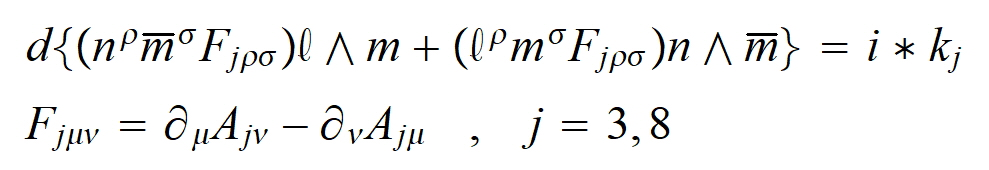 d{(n^ρ m̅^σ F_{jρσ})ℓ ∧ m + (ℓ^ρ m^σ F_{jρσ})n ∧ m̅} = i ∗ k_j
F_{jμν} = ∂_μ A_{jν} − ∂_ν A_{jμ} , j = 3, 8